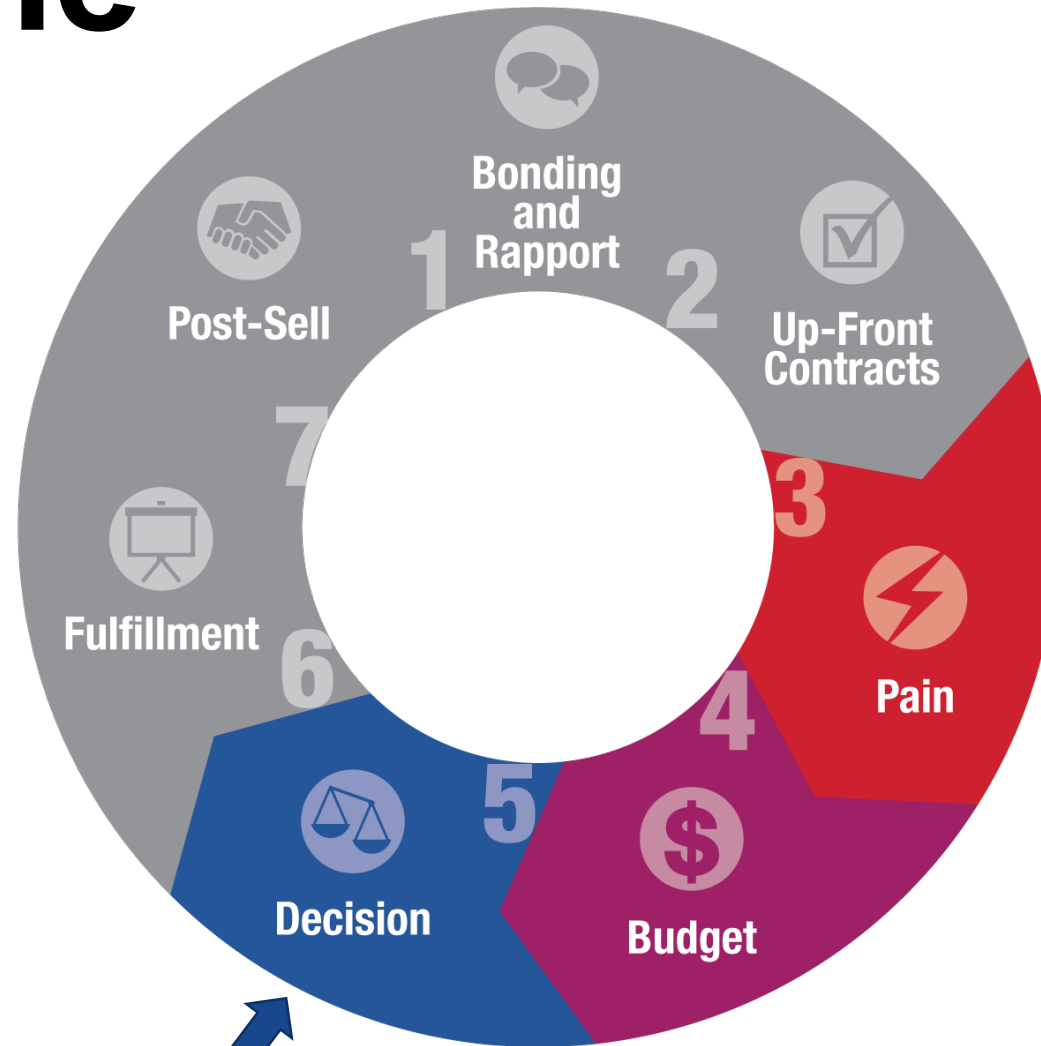 1
Bonding
and
Rapport
2
Up-Front
Contracts
3
Pain
4
$
Budget
5
Decision
6
Fulfillment
7
Post-Sell